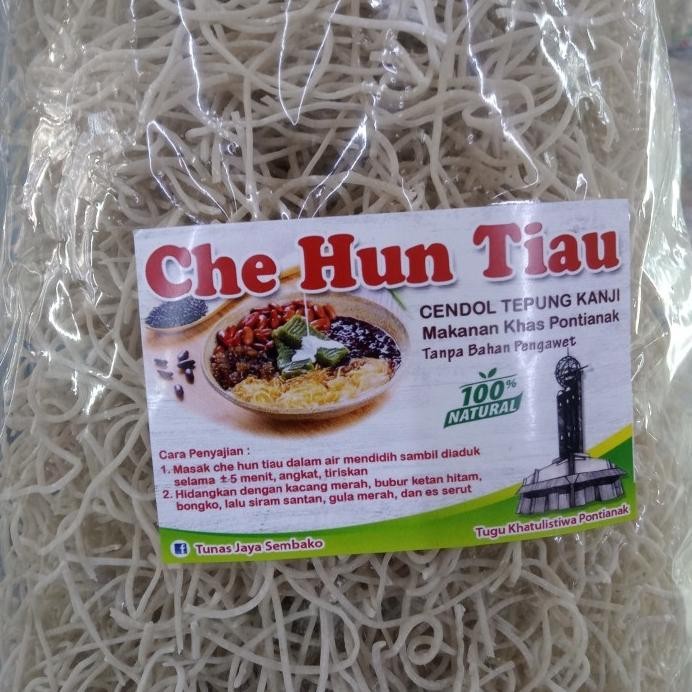 Che Hun Tiau
CENDOL TEPUNG KANJI
Makanan Khas Pontianak
Tanpa Bahan Pengawet
100%
NATURAL
Cara Penyajian :
1. Masak che hun tiau dalam air mendidih sambil diaduk
selama ± 5 menit, angkat, tiriskan
2. Hidangkan dengan kacang merah, bubur ketan hitam,
bongko, lalu siram santan, gula merah, dan es serut
f Tunas Jaya Sembako
Tugu Khatulistiwa Pontianak